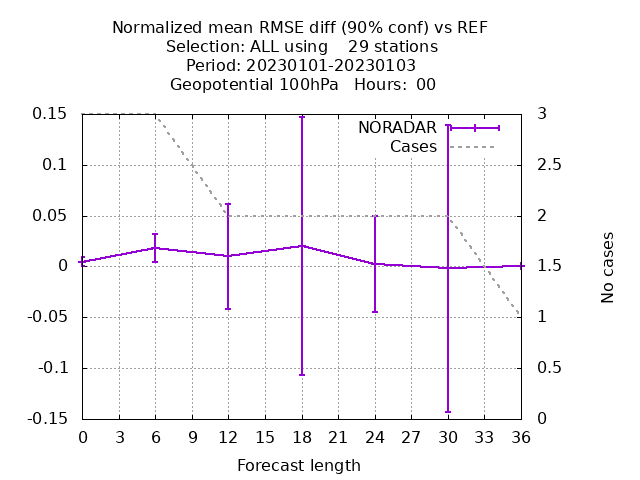 Normalized mean RMSE diff (90% conf) vs REF
Selection: ALL using    29 stations
Period: 20230101-20230103
Geopotential 100hPa   Hours:  00
NORADAR
Cases
0.15
0.1
0.05
0
-0.05
-0.1
-0.15
3
2.5
2
1.5
1
0.5
0
No cases
0 3 6 9 12 15 18 21 24 27 30 33 36
Forecast length